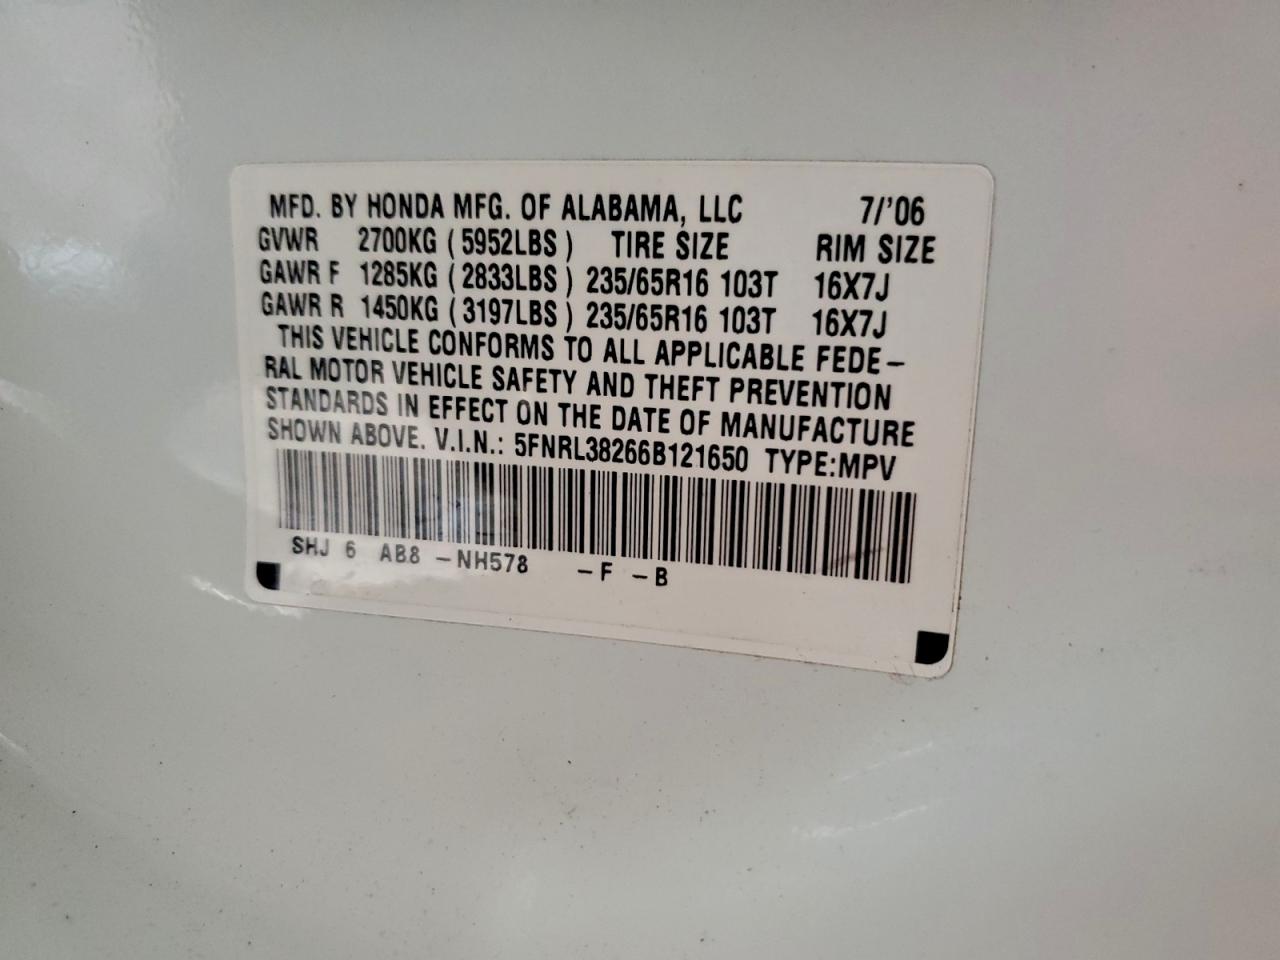 MFD. BY HONDA MFG. OF ALABAMA, LLC 7/'06
GVWR 2700KG (5952LBS) TIRE SIZE RIM SIZE
GAWR F 1285KG (2833LBS) 235/65R16 103T 16X7J
GAWR R 1450KG (3197LBS) 235/65R16 103T 16X7J
THIS VEHICLE CONFORMS TO ALL APPLICABLE FEDE-
RAL MOTOR VEHICLE SAFETY AND THEFT PREVENTION
STANDARDS IN EFFECT ON THE DATE OF MANUFACTURE
SHOWN ABOVE. V.I.N.: 5FNRL38266B121650 TYPE:MPV
SHJ 6 AB8 -NH578 -F -B